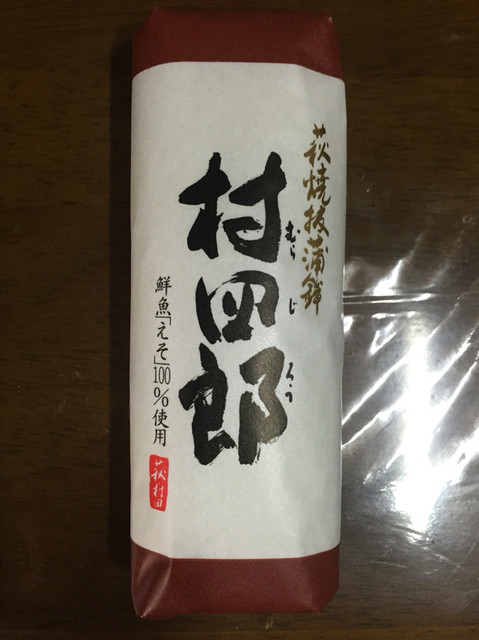 萩焼抜蒲鉾
村四郎
むらじろう
鮮魚「えそ」100%使用
萩村田